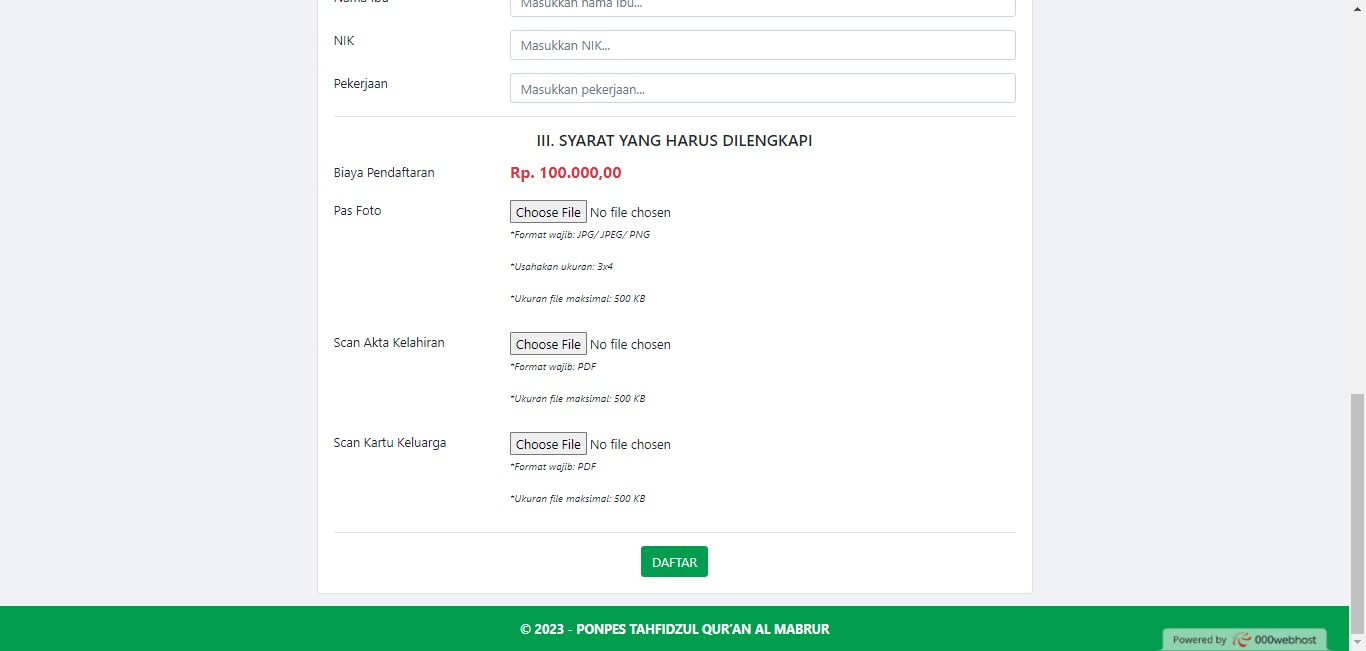 Nama Ibu
Masukkan nama ibu...
NIK
Masukkan NIK...
Pekerjaan
Masukkan pekerjaan...
III. SYARAT YANG HARUS DILENGKAPI
Biaya Pendaftaran
Rp. 100.000,00
Pas Foto
Choose File No file chosen
*Format wajib: JPG/ JPEG/ PNG
*Usahakan ukuran: 3x4
*Ukuran file maksimal: 500 KB
Scan Akta Kelahiran
Choose File No file chosen
*Format wajib: PDF
*Ukuran file maksimal: 500 KB
Scan Kartu Keluarga
Choose File No file chosen
*Format wajib: PDF
*Ukuran file maksimal: 500 KB
DAFTAR
© 2023 - PONPES TAHFIDZUL QUR'AN AL MABRUR
Powered by 000webhost